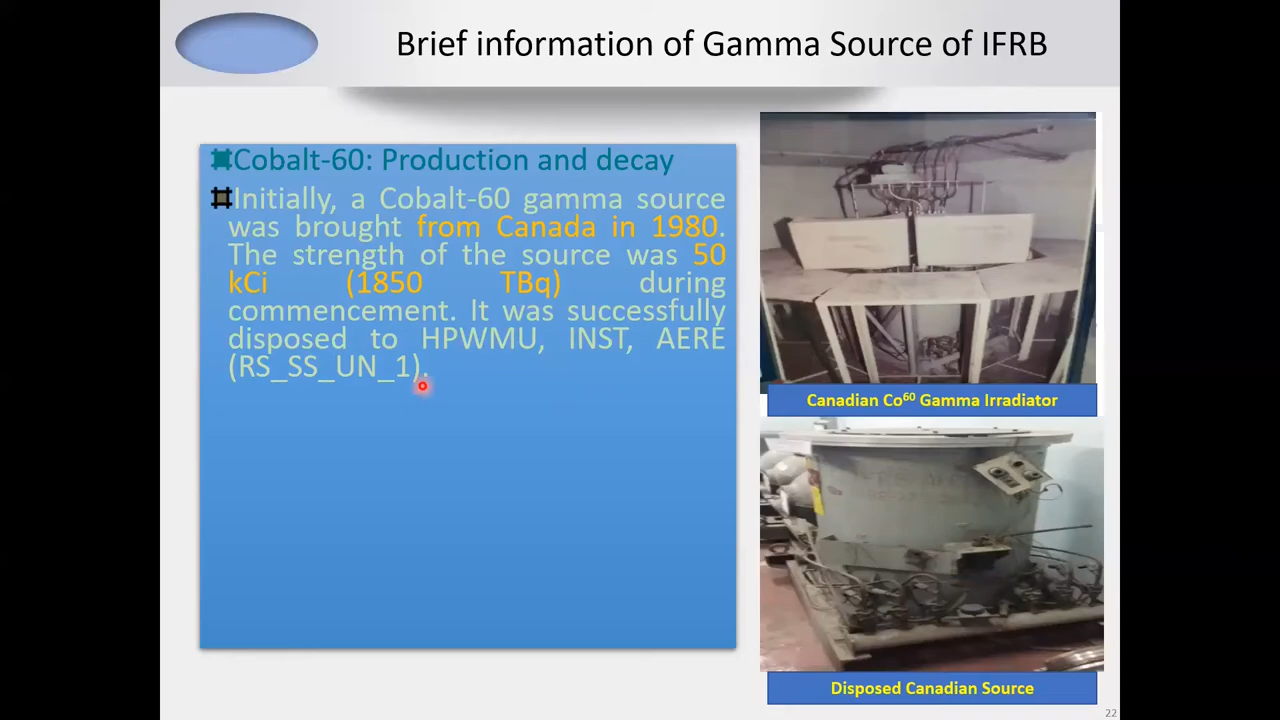 Brief information of Gamma Source of IFRB
Cobalt-60: Production and decay
Initially, a Cobalt-60 gamma source
was brought from Canada in 1980.
The strength of the source was 50
kCi (1850 TBq) during
commencement. It was successfully
disposed to HPWMU, INST, AERE
(RS_SS_UN_1).
Canadian Co⁶⁰ Gamma Irradiator
Disposed Canadian Source
22